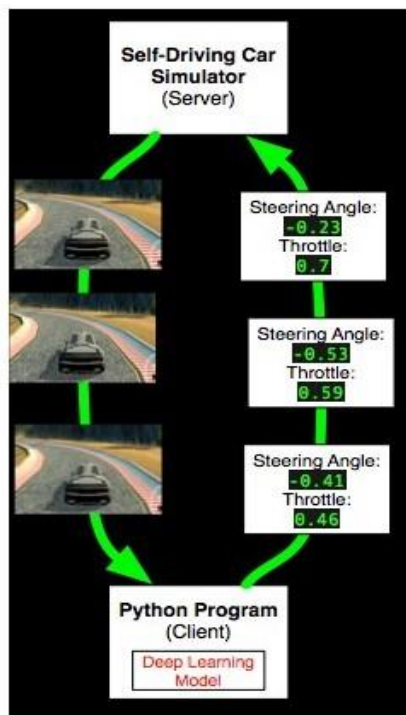 Self-Driving Car
Simulator
(Server)
Steering Angle:
-0.23
Throttle:
0.7
Steering Angle:
-0.53
Throttle:
0.59
Steering Angle:
-0.41
Throttle:
0.46
Python Program
(Client)
Deep Learning
Model